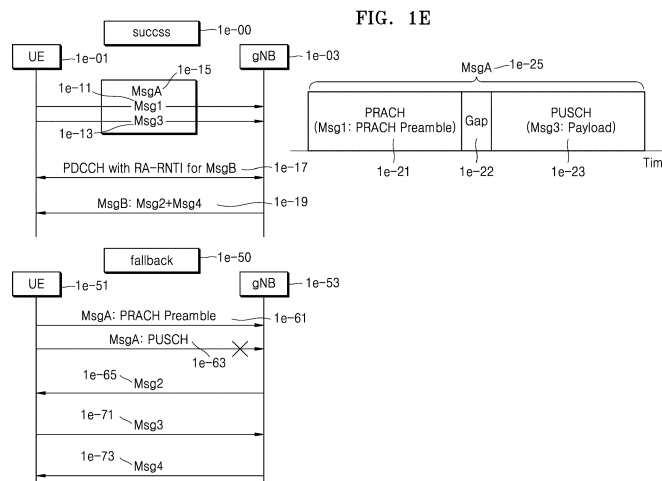 FIG. 1E
succss
1e-00
UE
1e-01
gNB
1e-03
1e-15
1e-11
MsgA
Msg1
1e-13
Msg3
PDCCH with RA-RNTI for MsgB
1e-17
MsgB: Msg2+Msg4
1e-19
MsgA
1e-25
PRACH
(Msg1: PRACH Preamble)
Gap
PUSCH
(Msg3: Payload)
Tim
1e-21
1e-22
1e-23
fallback
1e-50
UE
1e-51
gNB
1e-53
MsgA: PRACH Preamble
1e-61
MsgA: PUSCH
1e-63
1e-65
Msg2
1e-71
Msg3
1e-73
Msg4